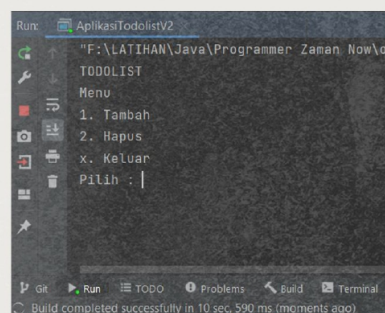 Run: AplikasiTodolistV2
"F:\LATIHAN\Java\Programmer Zaman Now\
TODOLIST
Menu
1. Tambah
2. Hapus
x. Keluar
Pilih :
Git Run TODO Problems Build Terminal
Build completed successfully in 10 sec, 590 ms (moments ago)